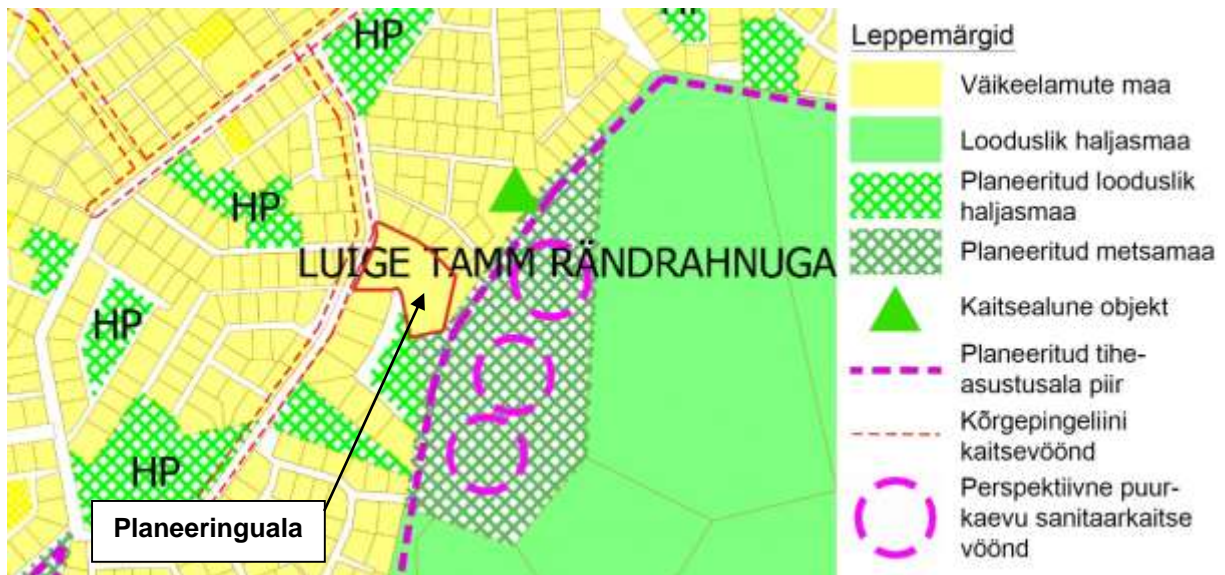 HP
HP
HP
HP
HP
LUIGE TAMM RÄNDRAHNUGA
Planeeringuala
Leppemärgid
Väikeelamute maa
Looduslik haljasmaa
Planeeritud looduslik
haljasmaa
Planeeritud metsamaa
Kaitsealune objekt
Planeeritud tihe-
asustusala piir
Kõrgepingeliini
kaitsevöönd
Perspektiivne puur-
kaevu sanitaarkaitse
vöönd